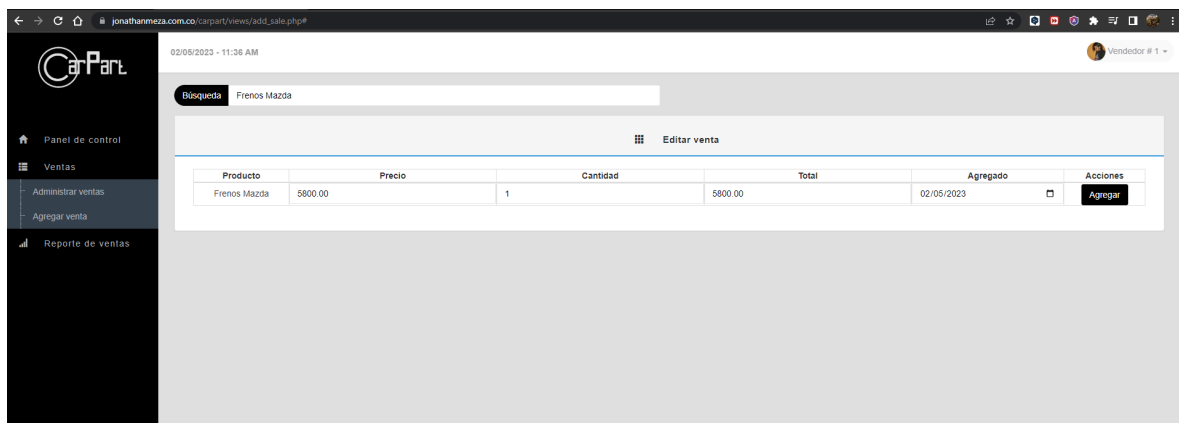 jonathanmeza.com.co/carpart/views/add_sale.php#
CarPart
02/05/2023 - 11:36 AM
Vendedor # 1
Búsqueda Frenos Mazda
Panel de control
Ventas
Administrar ventas
Agregar venta
Reporte de ventas
Editar venta
Producto Precio Cantidad Total Agregado Acciones
Frenos Mazda 5800.00 1 5800.00 02/05/2023 Agregar